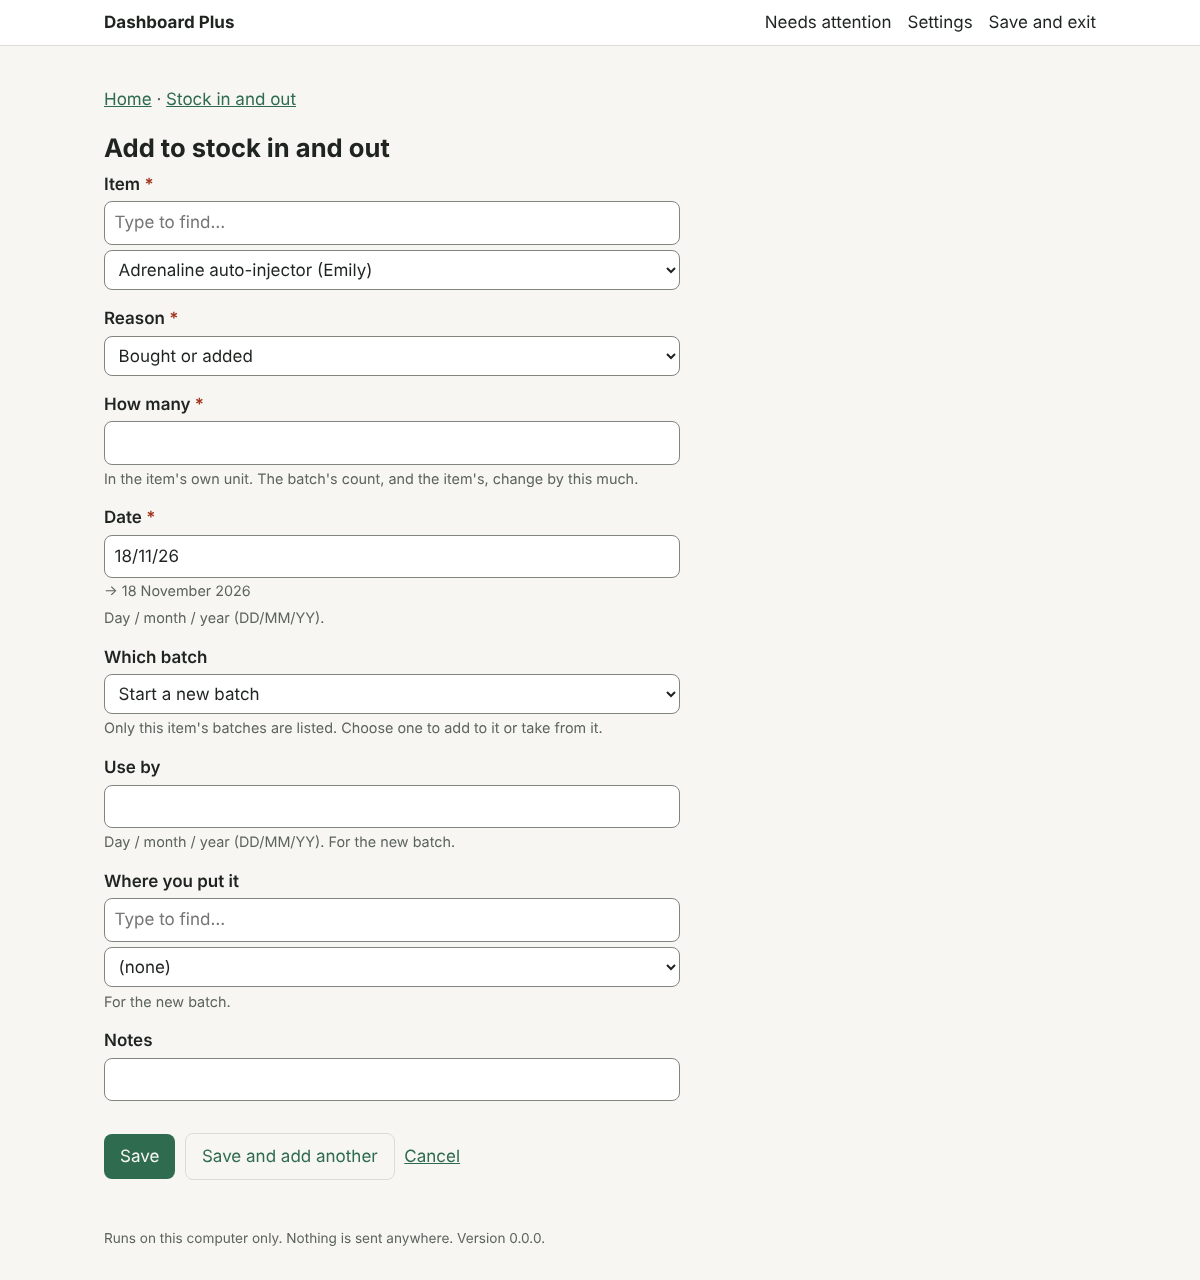 Dashboard Plus
Needs attention Settings Save and exit
Home · Stock in and out
Add to stock in and out
Item *
Type to find...
Adrenaline auto-injector (Emily)
Reason *
Bought or added
How many *
In the item's own unit. The batch's count, and the item's, change by this much.
Date *
18/11/26
→ 18 November 2026
Day / month / year (DD/MM/YY).
Which batch
Start a new batch
Only this item's batches are listed. Choose one to add to it or take from it.
Use by
Day / month / year (DD/MM/YY). For the new batch.
Where you put it
Type to find...
(none)
For the new batch.
Notes
Save Save and add another Cancel
Runs on this computer only. Nothing is sent anywhere. Version 0.0.0.